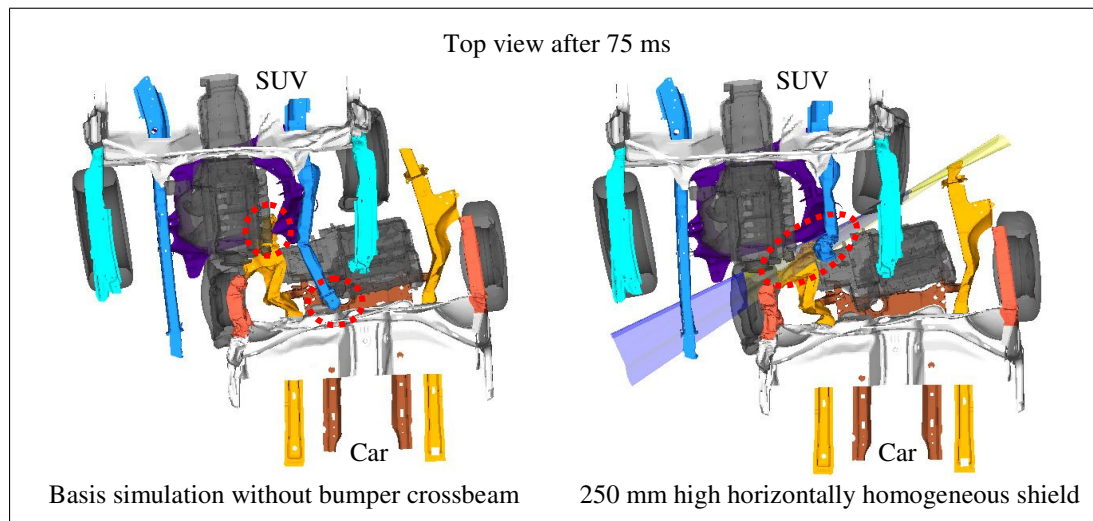 Top view after 75 ms
SUV
SUV
Car
Car
Basis simulation without bumper crossbeam
250 mm high horizontally homogeneous shield